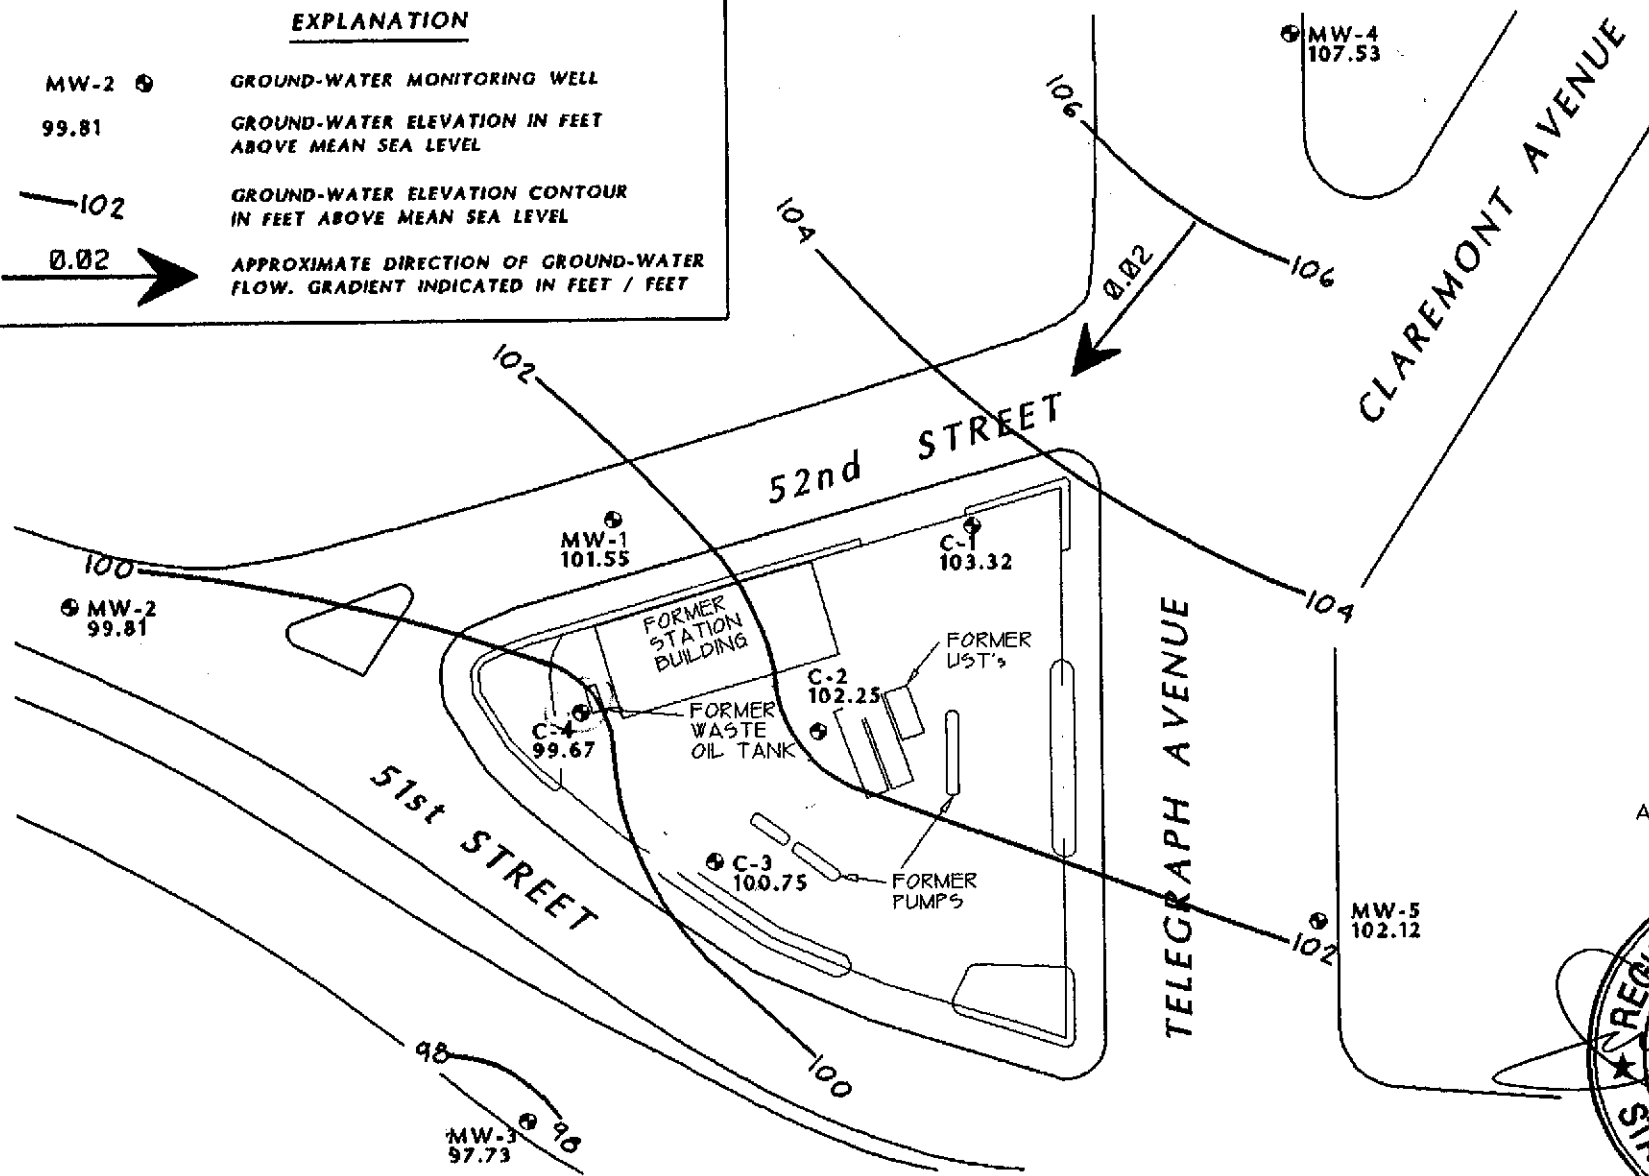 EXPLANATION
MW-2
GROUND-WATER MONITORING WELL
99.81
GROUND-WATER ELEVATION IN FEET
ABOVE MEAN SEA LEVEL
102
GROUND-WATER ELEVATION CONTOUR
IN FEET ABOVE MEAN SEA LEVEL
0.02
APPROXIMATE DIRECTION OF GROUND-WATER
FLOW. GRADIENT INDICATED IN FEET / FEET
MW-4
107.53
106
106
CLAREMONT AVENUE
104
0.02
102
52nd STREET
MW-1
101.55
C-1
103.32
100
MW-2
99.81
104
FORMER
STATION
BUILDING
FORMER
UST's
C-2
102.25
FORMER
WASTE
OIL TANK
C-4
99.67
51st STREET
TELEGRAPH AVENUE
C-3
100.75
FORMER
PUMPS
MW-5
102.12
102
100
98
98
MW-3
97.73
A
REGI
SIHS